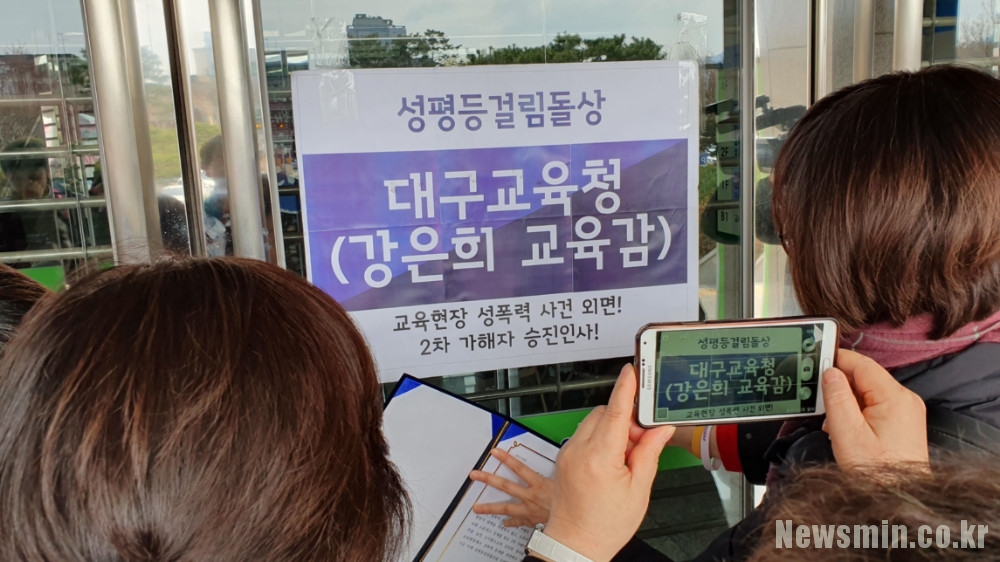 성평등걸림돌상
대구교육청
(강은희 교육감)
교육현장 성폭력 사건 외면!
2차 가해자 승진인사!
성평등걸림돌상
대구교육청
(강은희 교육감)
교육현장 성폭력 사건 외면!
Newsmin.co.kr